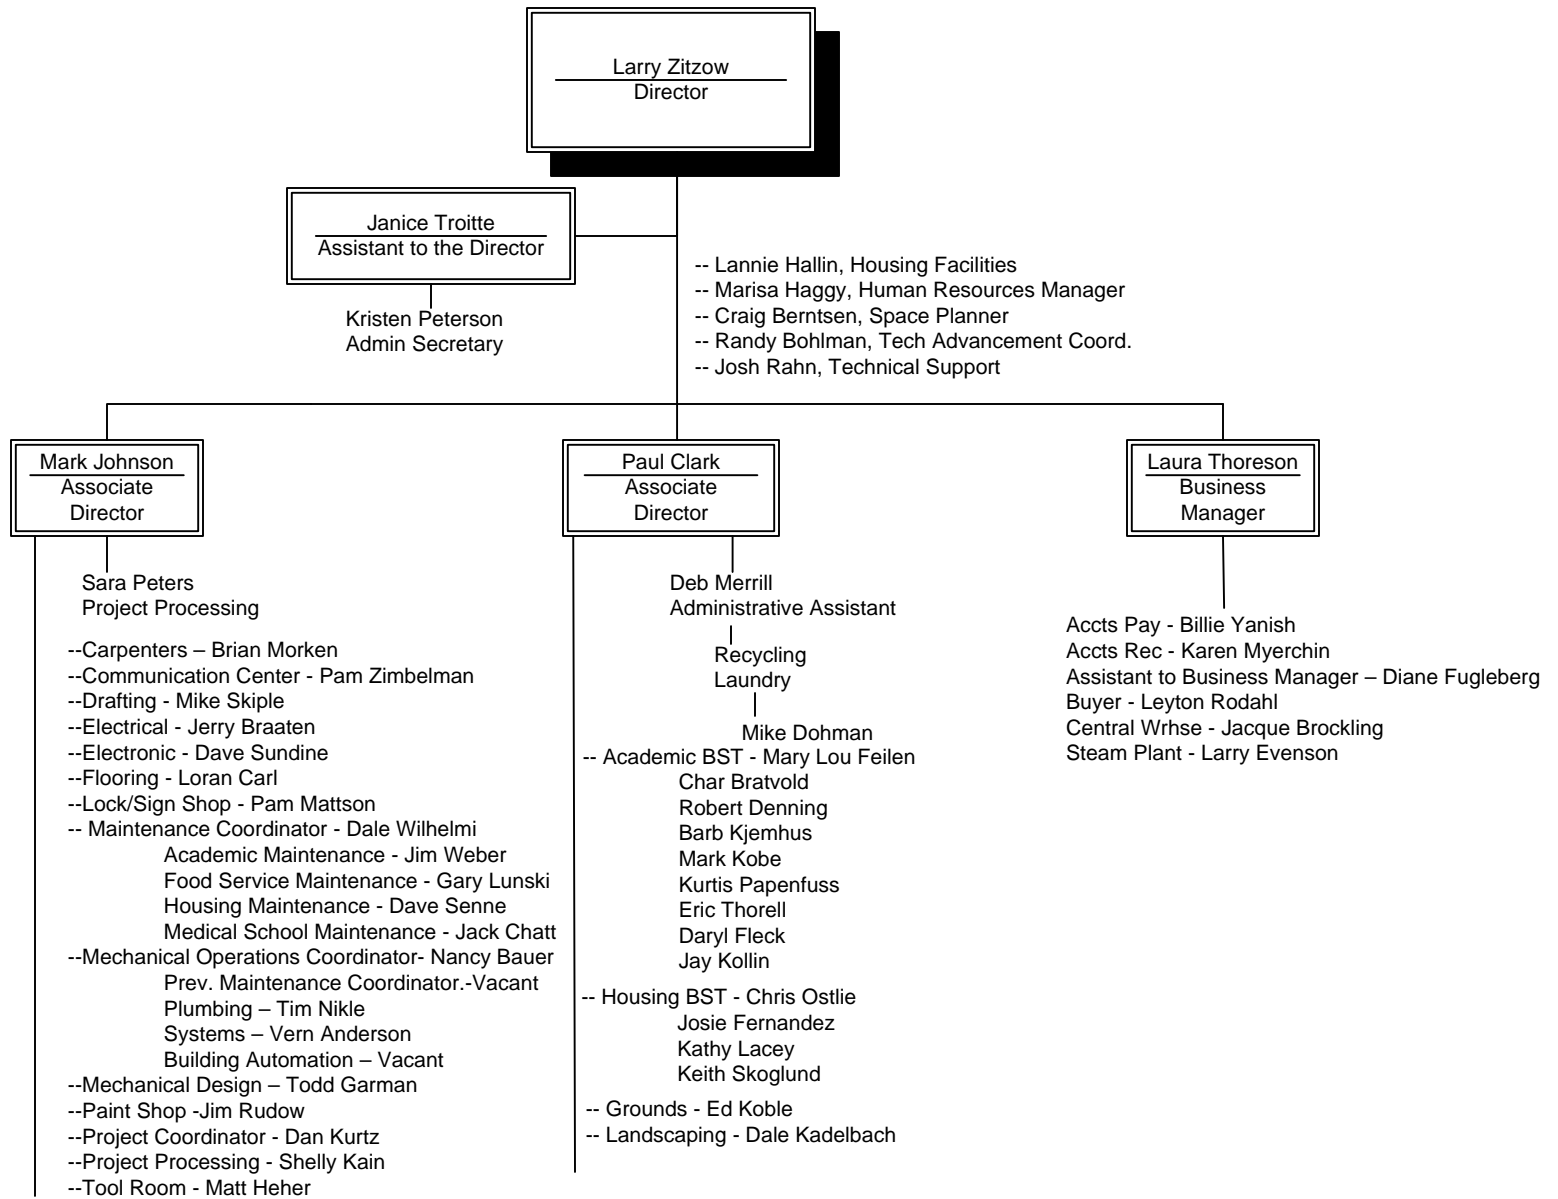 Larry Zitzow
Director
Janice Troitte
Assistant to the Director
Kristen Peterson
Admin Secretary
-- Lannie Hallin, Housing Facilities
-- Marisa Haggy, Human Resources Manager
-- Craig Berntsen, Space Planner
-- Randy Bohlman, Tech Advancement Coord.
-- Josh Rahn, Technical Support
Mark Johnson
Associate
Director
Sara Peters
Project Processing
--Carpenters – Brian Morken
--Communication Center - Pam Zimbelman
--Drafting - Mike Skiple
--Electrical - Jerry Braaten
--Electronic - Dave Sundine
--Flooring - Loran Carl
--Lock/Sign Shop - Pam Mattson
-- Maintenance Coordinator - Dale Wilhelmi
Academic Maintenance - Jim Weber
Food Service Maintenance - Gary Lunski
Housing Maintenance - Dave Senne
Medical School Maintenance - Jack Chatt
--Mechanical Operations Coordinator- Nancy Bauer
Prev. Maintenance Coordinator.-Vacant
Plumbing – Tim Nikle
Systems – Vern Anderson
Building Automation – Vacant
--Mechanical Design – Todd Garman
--Paint Shop -Jim Rudow
--Project Coordinator - Dan Kurtz
--Project Processing - Shelly Kain
--Tool Room - Matt Heher
Paul Clark
Associate
Director
Deb Merrill
Administrative Assistant
Recycling
Laundry
Mike Dohman
-- Academic BST - Mary Lou Feilen
Char Bratvold
Robert Denning
Barb Kjemhus
Mark Kobe
Kurtis Papenfuss
Eric Thorell
Daryl Fleck
Jay Kollin
-- Housing BST - Chris Ostlie
Josie Fernandez
Kathy Lacey
Keith Skoglund
-- Grounds - Ed Koble
-- Landscaping - Dale Kadelbach
Laura Thoreson
Business
Manager
Accts Pay - Billie Yanish
Accts Rec - Karen Myerchin
Assistant to Business Manager – Diane Fugleberg
Buyer - Leyton Rodahl
Central Wrhse - Jacque Brockling
Steam Plant - Larry Evenson